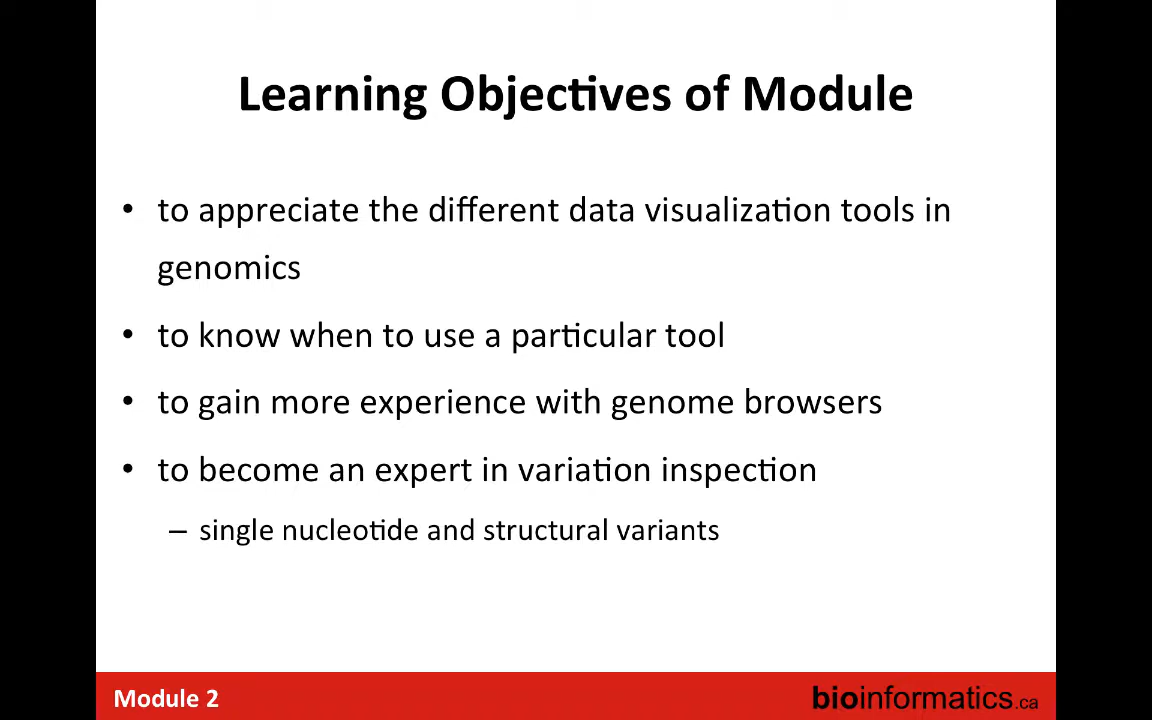 Learning Objectives of Module
• to appreciate the different data visualization tools in
genomics
• to know when to use a particular tool
• to gain more experience with genome browsers
• to become an expert in variation inspection
– single nucleotide and structural variants
Module 2
bioinformatics.ca